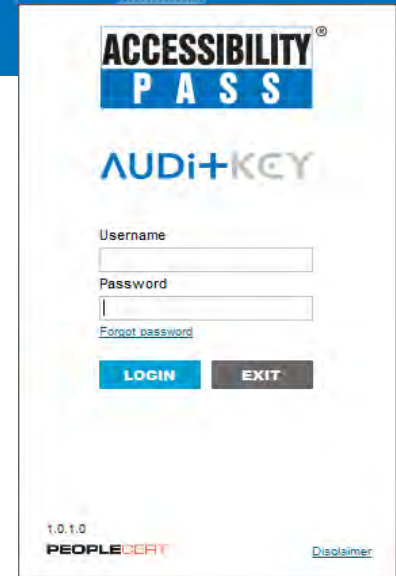 ACCESSIBILITY®
PASS
AUDi+KEY
Username
Password
Forgot password
LOGIN EXIT
1.0.1.0
PEOPLECERT Disclaimer